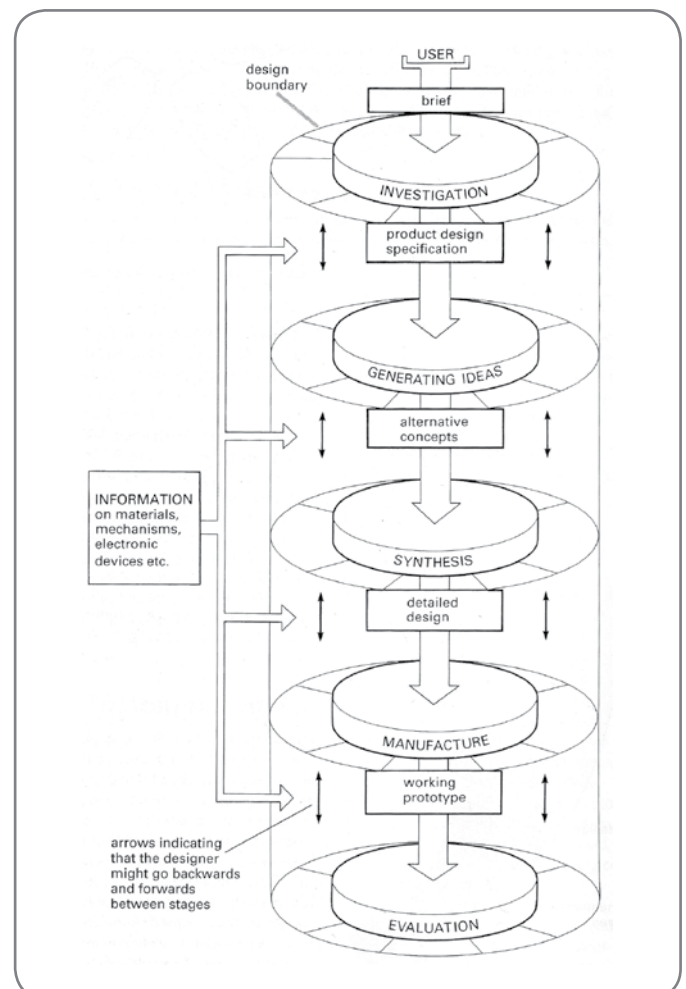 USER
design
boundary
brief
INVESTIGATION
product design
specification
GENERATING IDEAS
alternative
concepts
INFORMATION
on materials,
mechanisms,
electronic
devices etc.
SYNTHESIS
detailed
design
MANUFACTURE
working
prototype
arrows indicating
that the designer
might go backwards
and forwards
between stages
EVALUATION